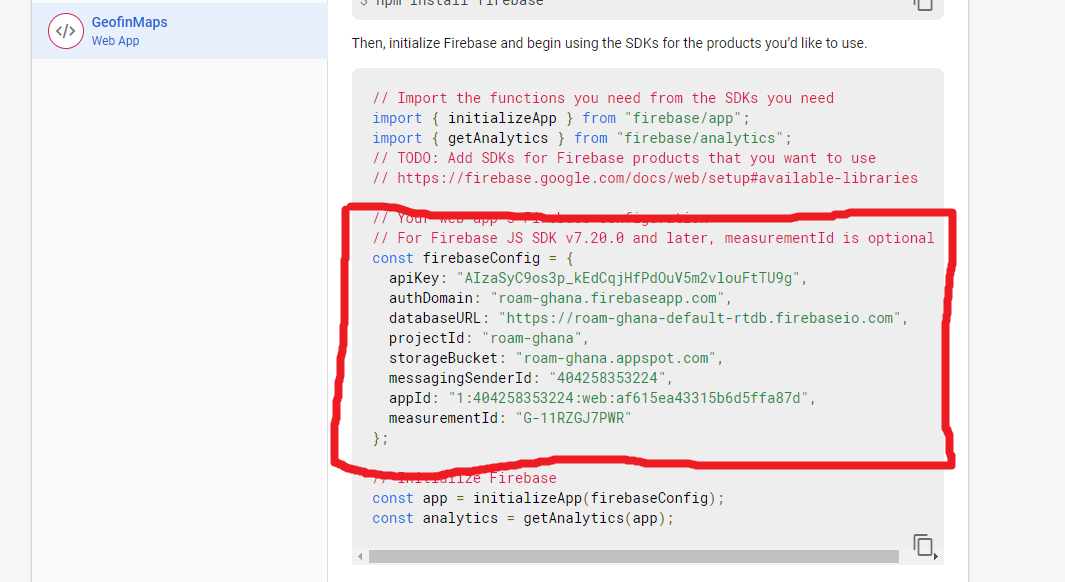 $ npm install firebase
GeofinMaps
Web App
Then, initialize Firebase and begin using the SDKs for the products you'd like to use.
// Import the functions you need from the SDKs you need
import { initializeApp } from "firebase/app";
import { getAnalytics } from "firebase/analytics";
// TODO: Add SDKs for Firebase products that you want to use
// https://firebase.google.com/docs/web/setup#available-libraries
// Your web app's Firebase configuration
// For Firebase JS SDK v7.20.0 and later, measurementId is optional
const firebaseConfig = {
apiKey: "AIzaSyC9os3p_kEdCqjHfPdOuV5m2vlouFtTU9g",
authDomain: "roam-ghana.firebaseapp.com",
databaseURL: "https://roam-ghana-default-rtdb.firebaseio.com",
projectId: "roam-ghana",
storageBucket: "roam-ghana.appspot.com",
messagingSenderId: "404258353224",
appId: "1:404258353224:web:af615ea43315b6d5ffa87d",
measurementId: "G-11RZGJ7PWR"
};
// Initialize Firebase
const app = initializeApp(firebaseConfig);
const analytics = getAnalytics(app);